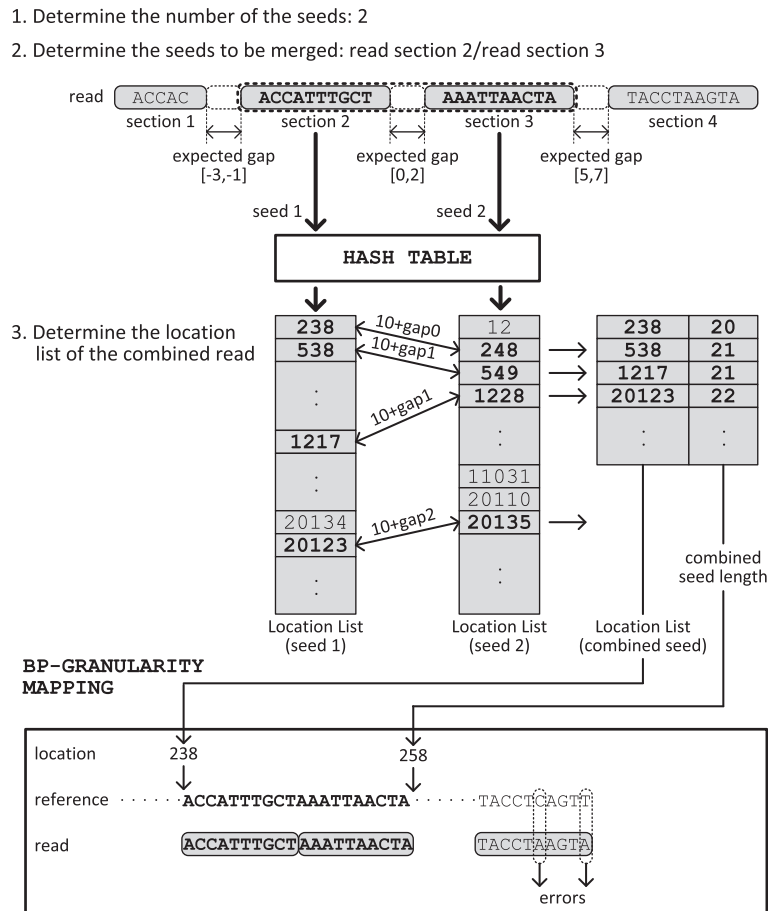 1. Determine the number of the seeds: 2
2. Determine the seeds to be merged: read section 2/read section 3
read ACCAC ACCATTTGCT AAATTAACTA TACCTAAGTA
section 1 section 2 section 3 section 4
expected gap expected gap expected gap
[-3,-1] [0,2] [5,7]
seed 1 seed 2
HASH TABLE
3. Determine the location
list of the combined read
238 10+gap0 12 238 20
538 10+gap1 248 538 21
: 549 1217 21
10+gap1 1228 20123 22
1217 : : :
: 11031
20110
20134 10+gap2 20135
20123
: :
combined
seed length
Location List Location List Location List
(seed 1) (seed 2) (combined seed)
BP-GRANULARITY
MAPPING
location 238 258
reference · · · · · · ACCATTTGCTAAATTAACTA · · · · · · TACCTCAGTT
read ACCATTTGCT AAATTAACTA TACCTAAGTA
errors